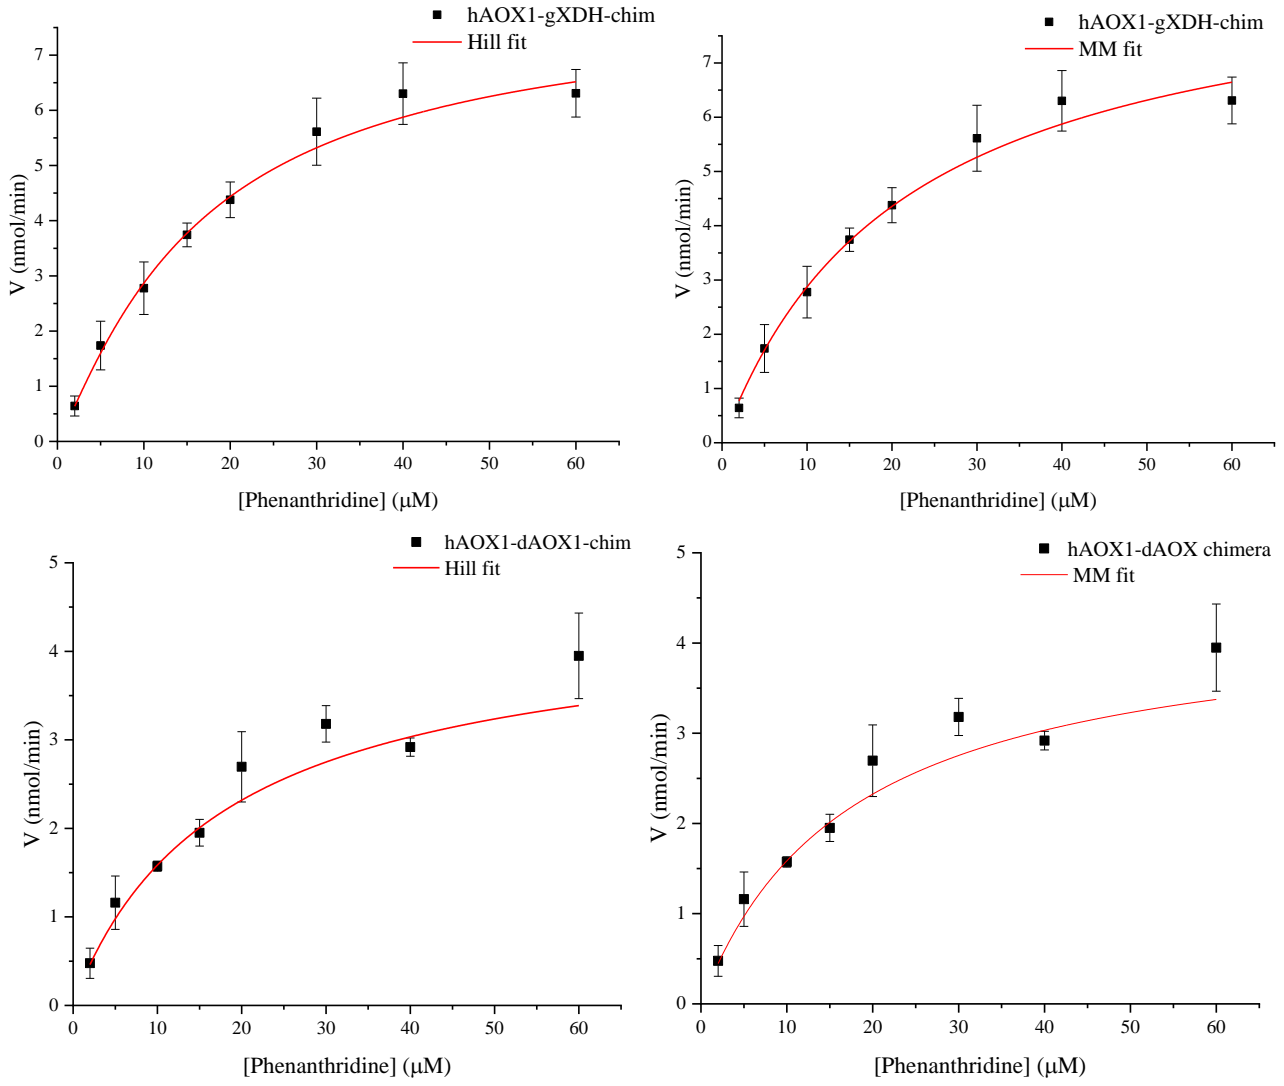 hAOX1-gXDH-chim
Hill fit
7
6
5
4
3
2
1
0
V (nmol/min)
0 10 20 30 40 50 60
[Phenanthridine] (μM)
hAOX1-gXDH-chim
MM fit
7
6
5
4
3
2
1
0
V (nmol/min)
0 10 20 30 40 50 60
[Phenanthridine] (μM)
hAOX1-dAOX1-chim
Hill fit
5
4
3
2
1
0
V (nmol/min)
0 10 20 30 40 50 60
[Phenanthridine] (μM)
hAOX1-dAOX chimera
MM fit
5
4
3
2
1
0
V (nmol/min)
0 10 20 30 40 50 60
[Phenanthridine] (μM)